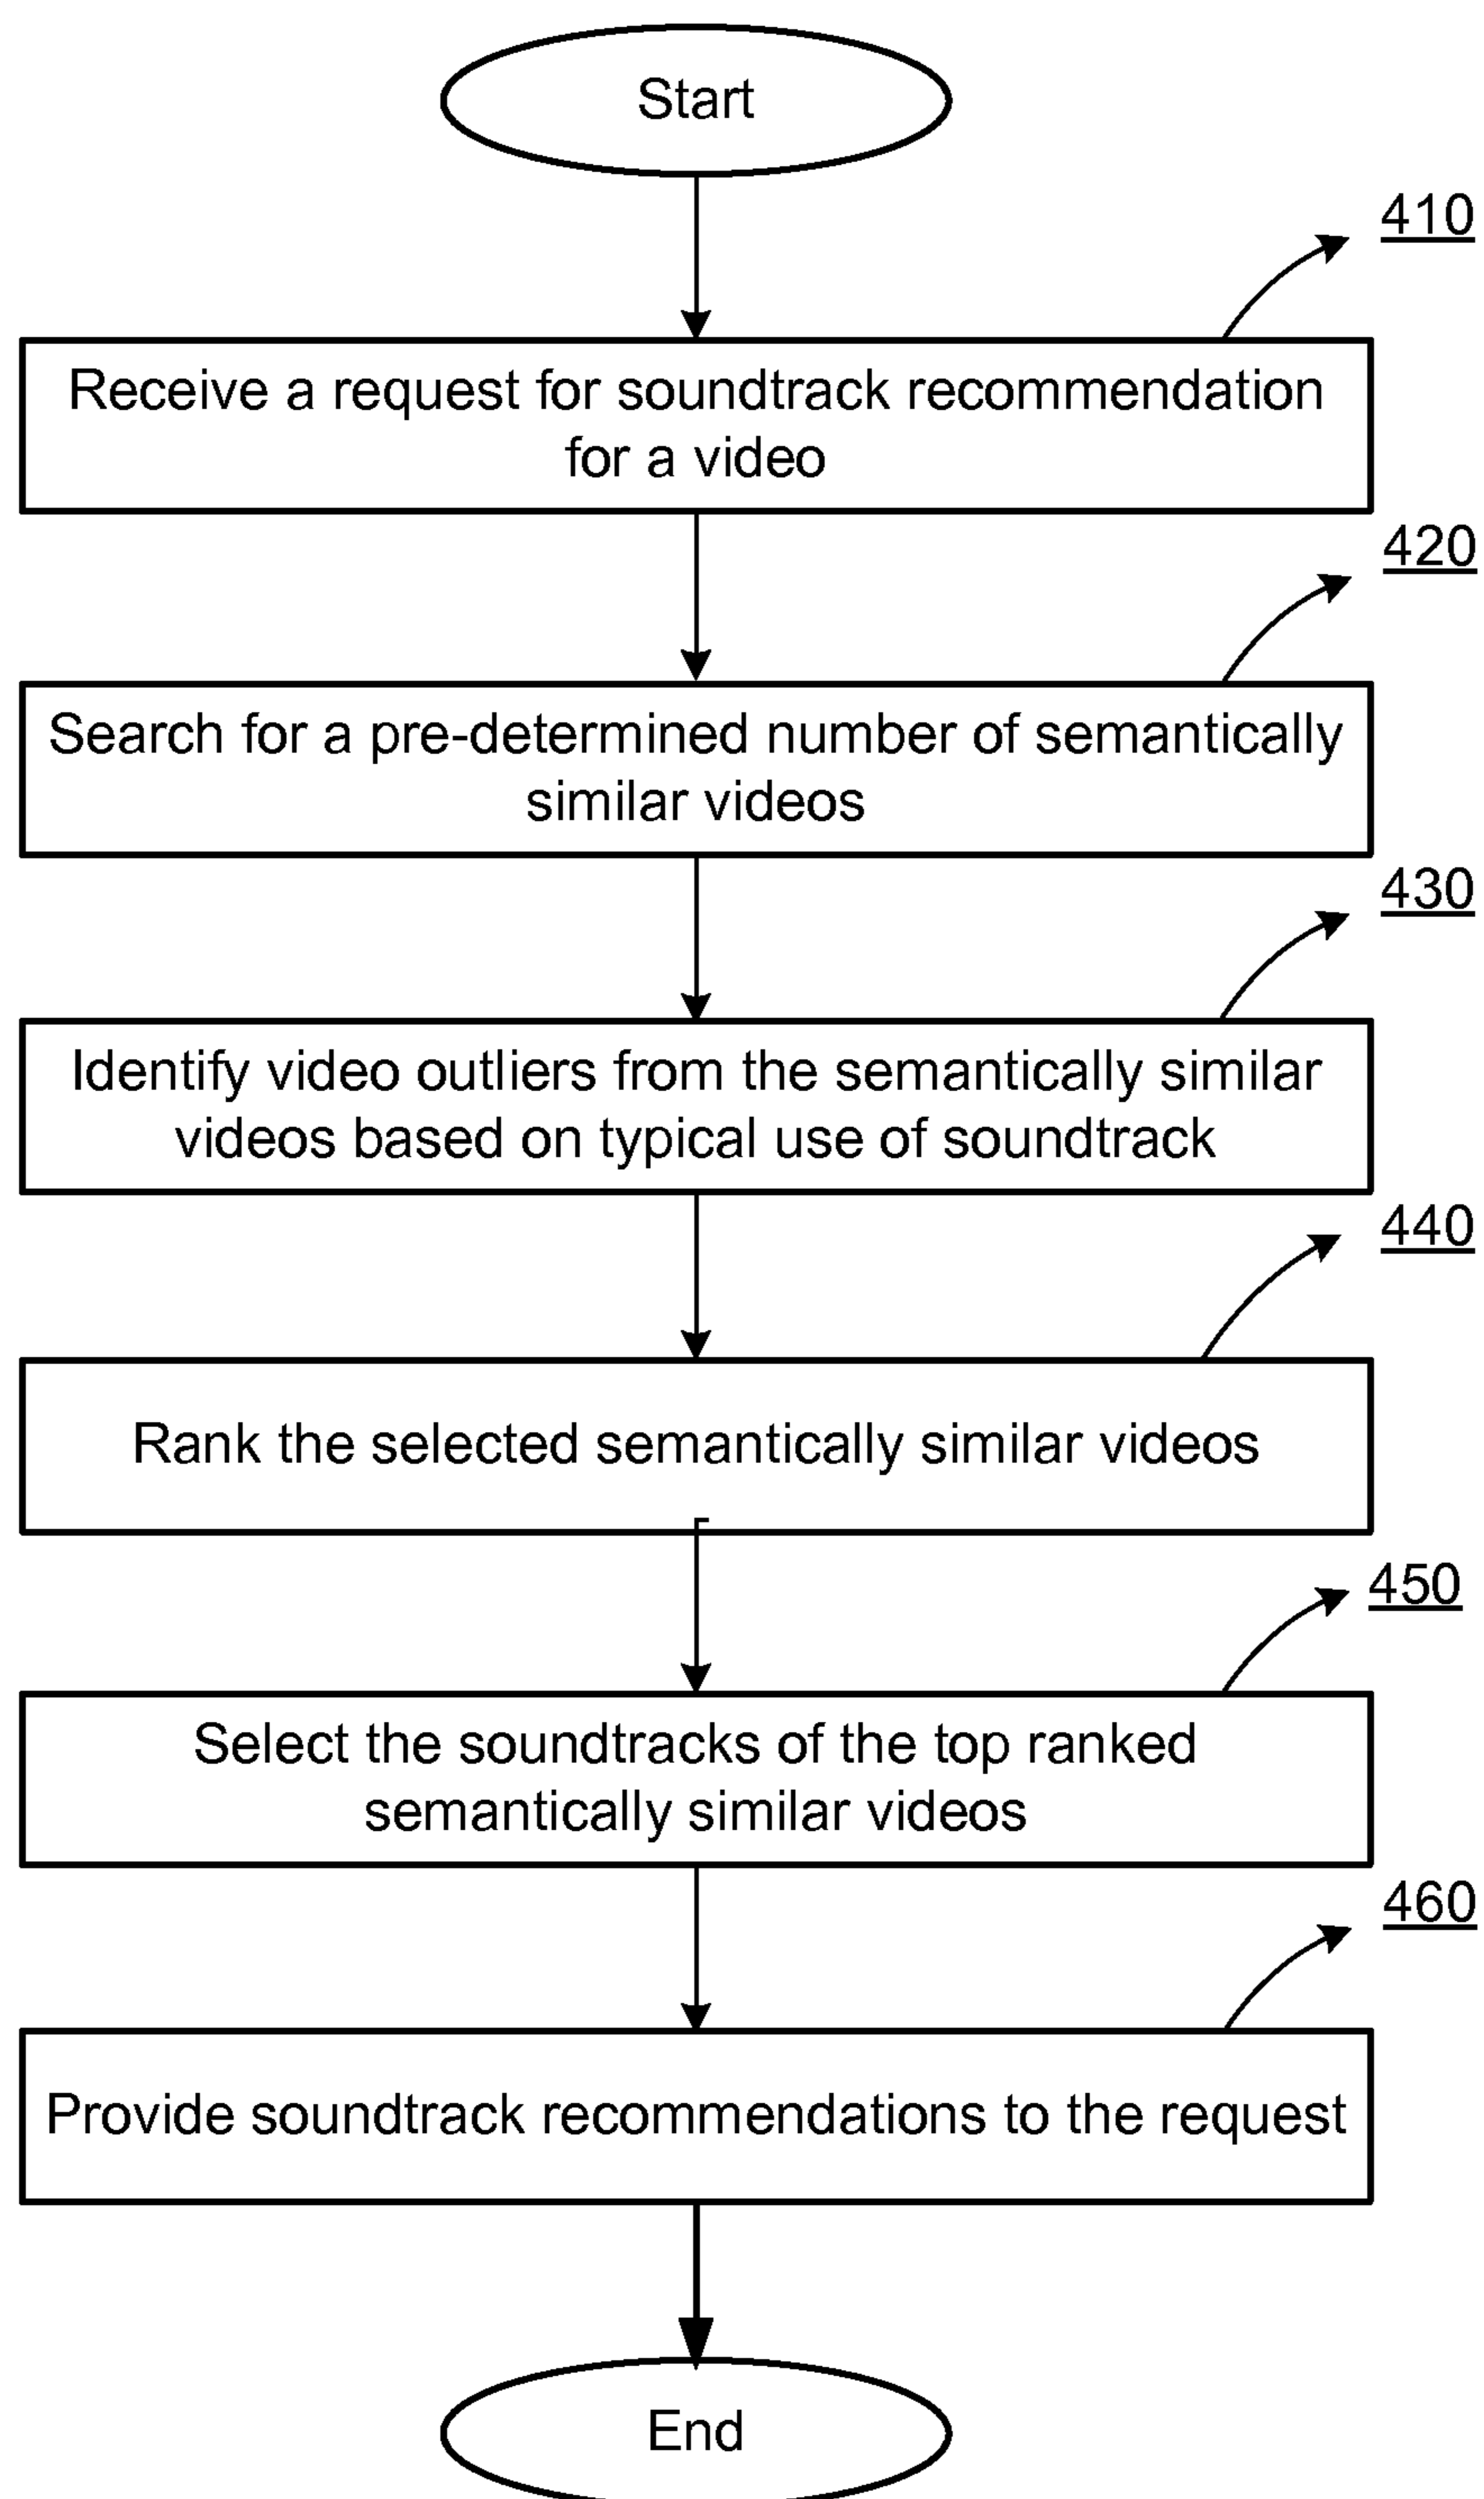 Start
410
Receive a request for soundtrack recommendation
for a video
420
Search for a pre-determined number of semantically
similar videos
430
Identify video outliers from the semantically similar
videos based on typical use of soundtrack
440
Rank the selected semantically similar videos
450
Select the soundtracks of the top ranked
semantically similar videos
460
Provide soundtrack recommendations to the request
End